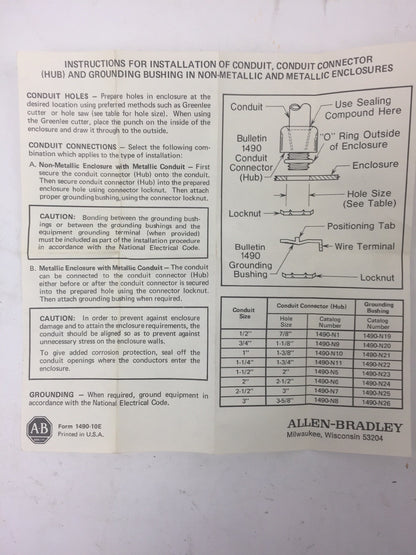 INSTRUCTIONS FOR INSTALLATION OF CONDUIT, CONDUIT CONNECTOR
(HUB) AND GROUNDING BUSHING IN NON-METALLIC AND METALLIC ENCLOSURES
CONDUIT HOLES — Prepare holes in enclosure at the
desired location using preferred methods such as Greenlee
cutter or hole saw (see table for hole size). When using
the Greenlee cutter, place the punch on the inside of the
enclosure and draw it through to the outside.
CONDUIT CONNECTIONS — Select the following com-
bination which applies to the type of installation:
A. Non-Metallic Enclosure with Metallic Conduit — First
secure the conduit connector (Hub) onto the conduit.
Then secure conduit connector (Hub) into the prepared
enclosure hole using connector locknut. Then attach
proper grounding bushing, using the connector locknut.
CAUTION: Bonding between the grounding bush-
ings or between the grounding bushings and the
equipment grounding terminal (when provided)
must be included as part of the installation procedure
in accordance with the National Electrical Code.
B. Metallic Enclosure with Metallic Conduit — The conduit
can be connected to the conduit connector (Hub)
either before or after the conduit connector is secured
into the prepared hole using the connector locknut.
Then attach grounding bushing when required.
CAUTION: In order to prevent against enclosure
damage and to attain the enclosure requirements, the
conduit should be aligned so as to prevent against
unnecessary stress on the enclosure walls.
To give added corrosion protection, seal off the
conduit openings where the conductors enter the
enclosure.
GROUNDING — When required, ground equipment in
accordance with the National Electrical Code.
A-B
Form 1490-10E
Printed in U.S.A.
Conduit
Use Sealing
Compound Here
Bulletin
1490
Conduit
Connector
(Hub)
"O" Ring Outside
of Enclosure
Enclosure
Hole Size
(See Table)
Locknut
Positioning Tab
Bulletin
1490
Grounding
Bushing
Wire Terminal
Locknut
Conduit Size | Conduit Connector (Hub) | Grounding Bushing
Hole Size | Catalog Number | Catalog Number
1/2" 7/8" 1490-N1 1490-N19
3/4" 1-1/8" 1490-N9 1490-N20
1" 1-3/8" 1490-N10 1490-N21
1-1/4" 1-3/4" 1490-N11 1490-N22
1-1/2" 2" 1490-N5 1490-N23
2" 2-1/2" 1490-N6 1490-N24
2-1/2" 3" 1490-N7 1490-N25
3" 3-5/8" 1490-N8 1490-N26
ALLEN-BRADLEY
Milwaukee, Wisconsin 53204